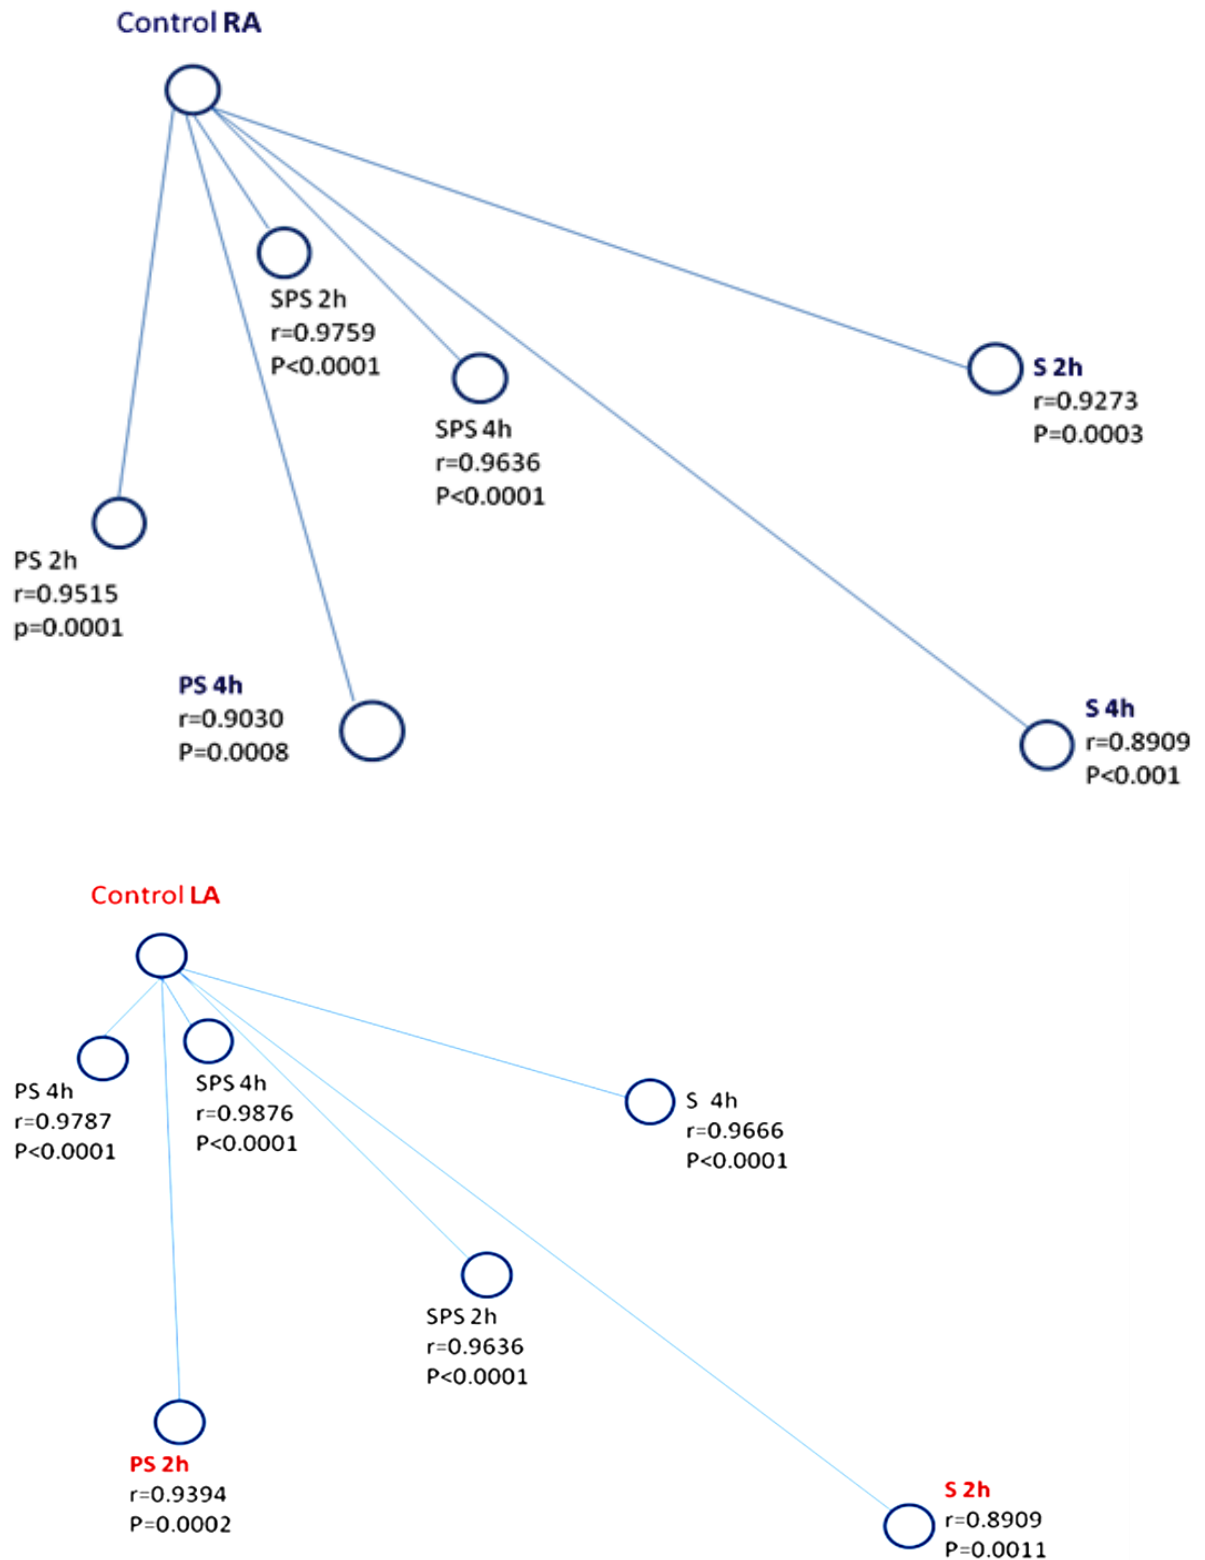 Control RA
SPS 2h
r=0.9759
P<0.0001
S 2h
r=0.9273
P=0.0003
SPS 4h
r=0.9636
P<0.0001
PS 2h
r=0.9515
p=0.0001
PS 4h
r=0.9030
P=0.0008
S 4h
r=0.8909
P<0.001
Control LA
PS 4h
r=0.9787
P<0.0001
SPS 4h
r=0.9876
P<0.0001
S 4h
r=0.9666
P<0.0001
SPS 2h
r=0.9636
P<0.0001
PS 2h
r=0.9394
P=0.0002
S 2h
r=0.8909
P=0.0011